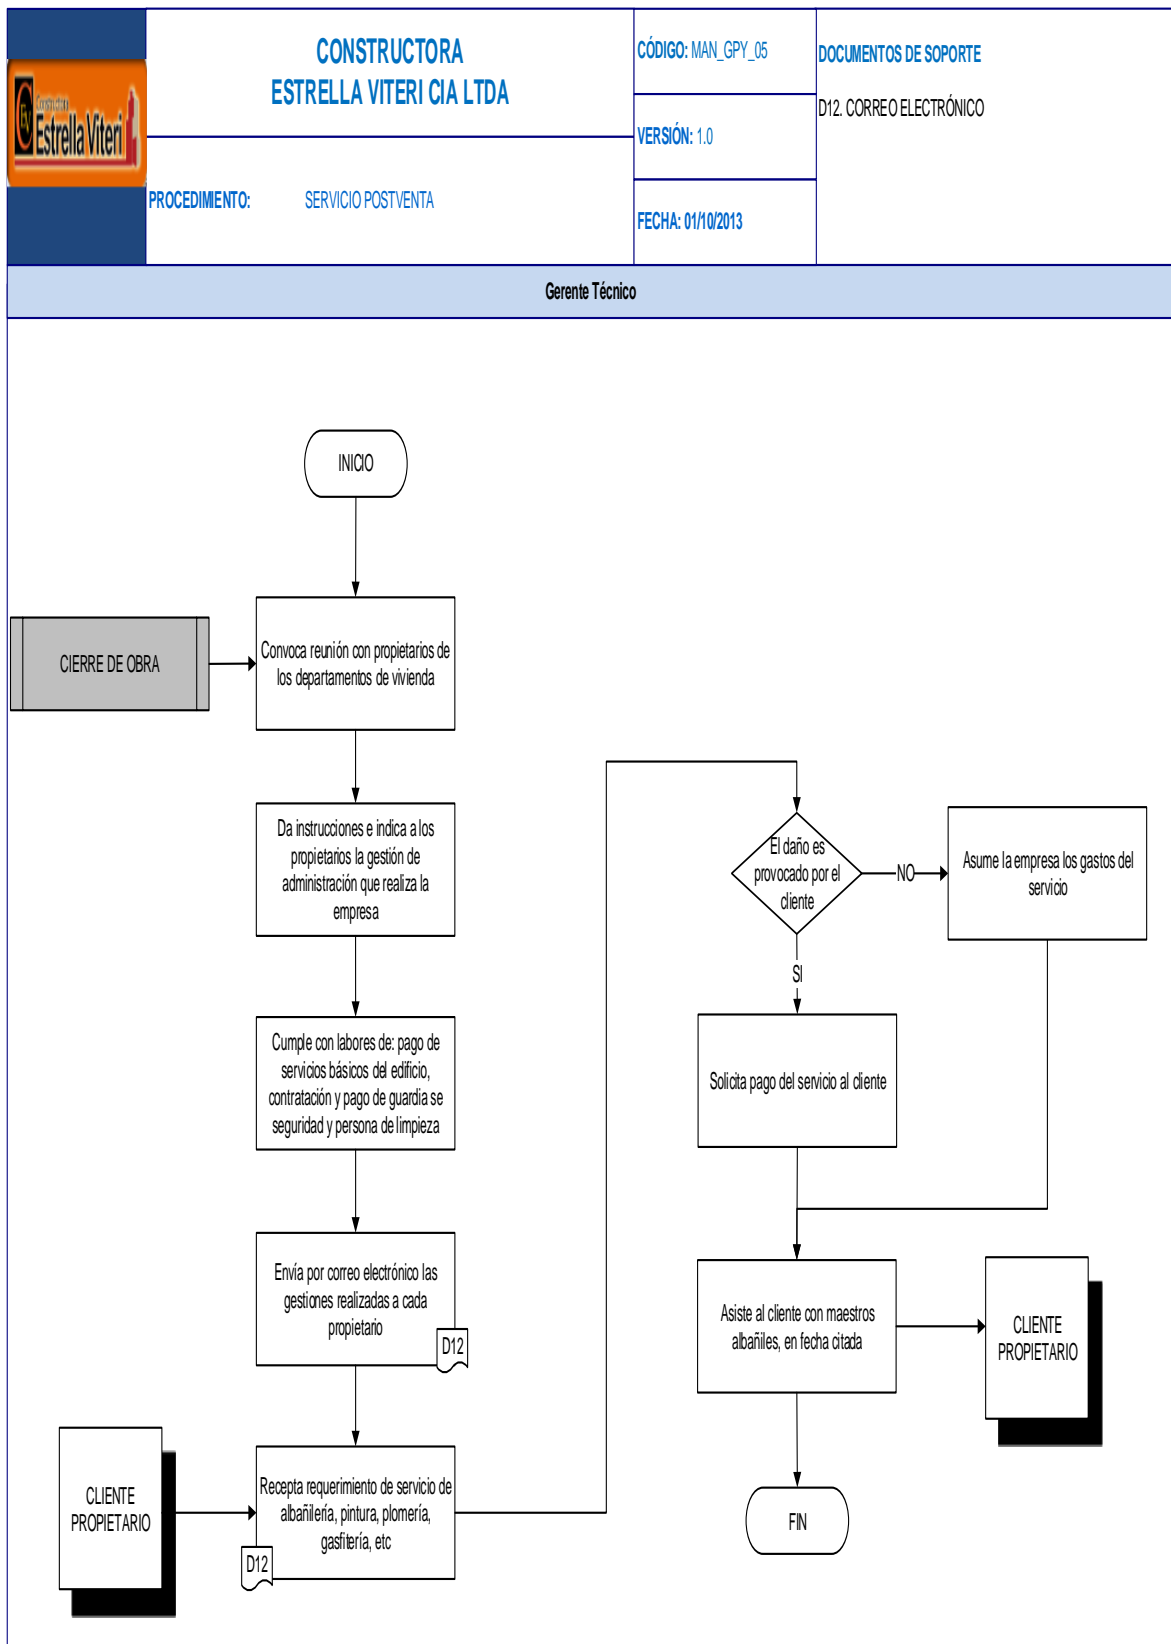 CONSTRUCTORA
ESTRELLA VITERI CIA LTDA
CÓDIGO: MAN_GPY_05
DOCUMENTOS DE SOPORTE
D12. CORREO ELECTRÓNICO
VERSIÓN: 1.0
Constructora
Estrella Viteri
PROCEDIMIENTO: SERVICIO POSTVENTA
FECHA: 01/10/2013
Gerente Técnico
INICIO
CIERRE DE OBRA
Convoca reunión con propietarios de
los departamentos de vivienda
Da instrucciones e indica a los
propietarios la gestión de
administración que realiza la
empresa
Cumple con labores de: pago de
servicios básicos del edificio,
contratación y pago de guardia se
seguridad y persona de limpieza
Envía por correo electrónico las
gestiones realizadas a cada
propietario
D12
CLIENTE
PROPIETARIO
Recepta requerimiento de servicio de
albañilería, pintura, plomería,
gasfitería, etc
D12
El daño es
provocado por el
cliente
NO
Asume la empresa los gastos del
servicio
SI
Solicita pago del servicio al cliente
Asiste al cliente con maestros
albañiles, en fecha citada
CLIENTE
PROPIETARIO
FIN